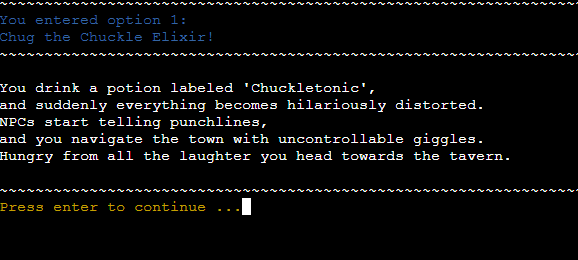 ~~~~~~~~~~~~~~~~~~~~~~~~~~~~~~~~~~~~~~~~~~~~~~~~~~~~~~~~~~~~~~~~
You entered option 1:
Chug the Chuckle Elixir!
~~~~~~~~~~~~~~~~~~~~~~~~~~~~~~~~~~~~~~~~~~~~~~~~~~~~~~~~~~~~~~~~
You drink a potion labeled 'Chuckletonic',
and suddenly everything becomes hilariously distorted.
NPCs start telling punchlines,
and you navigate the town with uncontrollable giggles.
Hungry from all the laughter you head towards the tavern.
~~~~~~~~~~~~~~~~~~~~~~~~~~~~~~~~~~~~~~~~~~~~~~~~~~~~~~~~~~~~~~~~
Press enter to continue ...